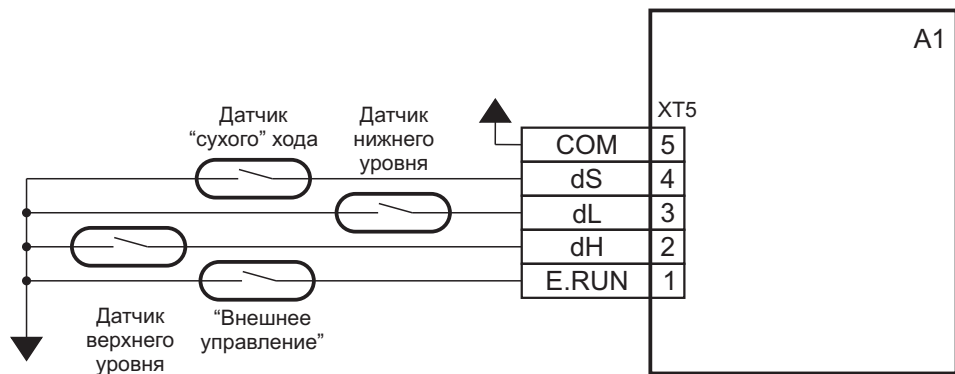 A1
XT5
Датчик
“сухого” хода
Датчик
нижнего
уровня
COM 5
dS 4
dL 3
dH 2
E.RUN 1
Датчик
верхнего
уровня
“Внешнее
управление”